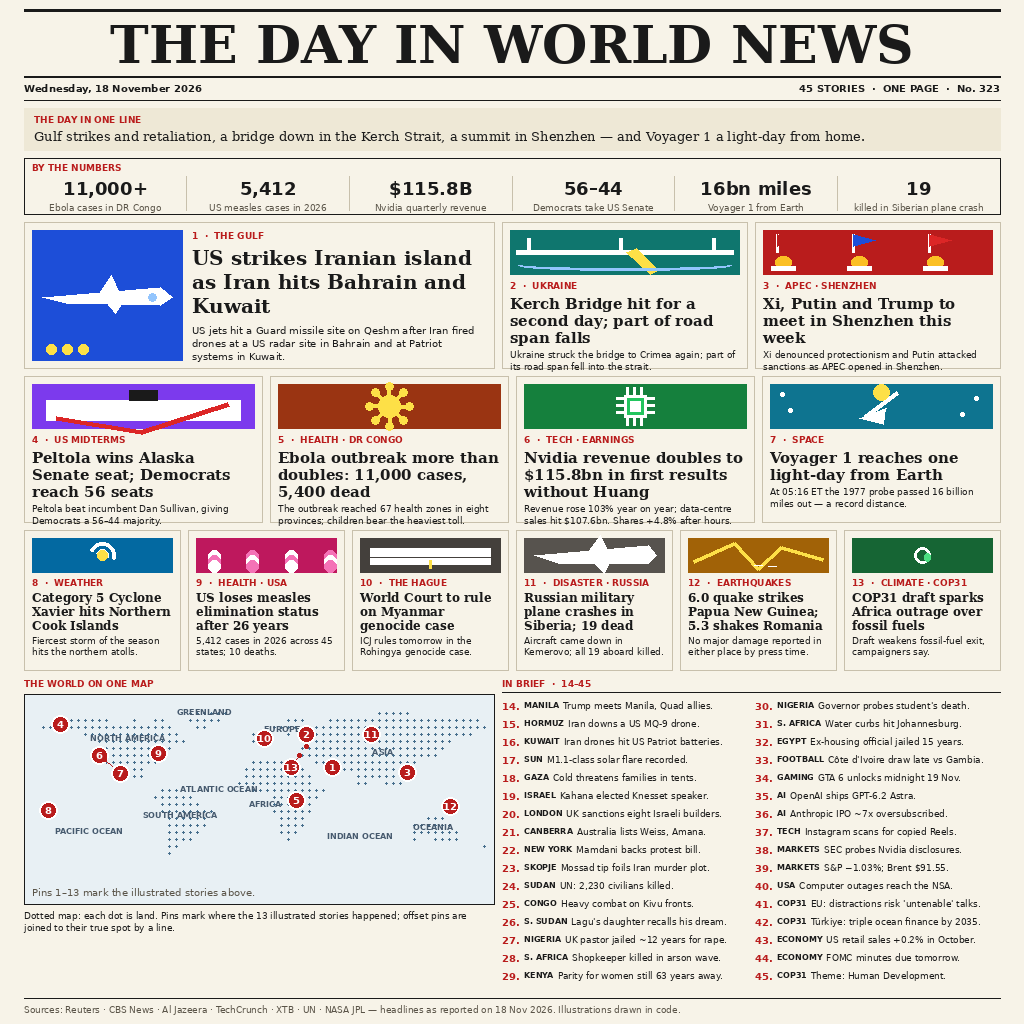 THE DAY IN WORLD NEWS
Wednesday, 18 November 2026
45 STORIES · ONE PAGE · No. 323
THE DAY IN ONE LINE
Gulf strikes and retaliation, a bridge down in the Kerch Strait, a summit in Shenzhen — and Voyager 1 a light-day from home.
BY THE NUMBERS
11,000+
Ebola cases in DR Congo
5,412
US measles cases in 2026
$115.8B
Nvidia quarterly revenue
56–44
Democrats take US Senate
16bn miles
Voyager 1 from Earth
19
killed in Siberian plane crash
1 · THE GULF
US strikes Iranian island
as Iran hits Bahrain and
Kuwait
US jets hit a Guard missile site on Qeshm after Iran fired
drones at a US radar site in Bahrain and at Patriot
systems in Kuwait.
2 · UKRAINE
Kerch Bridge hit for a
second day; part of road
span falls
Ukraine struck the bridge to Crimea again; part of
its road span fell into the strait.
3 · APEC · SHENZHEN
Xi, Putin and Trump to
meet in Shenzhen this
week
Xi denounced protectionism and Putin attacked
sanctions as APEC opened in Shenzhen.
4 · US MIDTERMS
Peltola wins Alaska
Senate seat; Democrats
reach 56 seats
Peltola beat incumbent Dan Sullivan, giving
Democrats a 56–44 majority.
5 · HEALTH · DR CONGO
Ebola outbreak more than
doubles: 11,000 cases,
5,400 dead
The outbreak reached 67 health zones in eight
provinces; children bear the heaviest toll.
6 · TECH · EARNINGS
Nvidia revenue doubles to
$115.8bn in first results
without Huang
Revenue rose 103% year on year; data-centre
sales hit $107.6bn. Shares +4.8% after hours.
7 · SPACE
Voyager 1 reaches one
light-day from Earth
At 05:16 ET the 1977 probe passed 16 billion
miles out — a record distance.
8 · WEATHER
Category 5 Cyclone
Xavier hits Northern
Cook Islands
Fiercest storm of the season
hits the northern atolls.
9 · HEALTH · USA
US loses measles
elimination status
after 26 years
5,412 cases in 2026 across 45
states; 10 deaths.
10 · THE HAGUE
World Court to rule
on Myanmar
genocide case
ICJ rules tomorrow in the
Rohingya genocide case.
11 · DISASTER · RUSSIA
Russian military
plane crashes in
Siberia; 19 dead
Aircraft came down in
Kemerovo; all 19 aboard killed.
12 · EARTHQUAKES
6.0 quake strikes
Papua New Guinea;
5.3 shakes Romania
No major damage reported in
either place by press time.
13 · CLIMATE · COP31
COP31 draft sparks
Africa outrage over
fossil fuels
Draft weakens fossil-fuel exit,
campaigners say.
THE WORLD ON ONE MAP
GREENLAND
4
NORTH AMERICA
EUROPE
10
2
11
ASIA
6
9
7
13
1
3
ATLANTIC OCEAN
AFRICA
5
8
SOUTH AMERICA
12
PACIFIC OCEAN
INDIAN OCEAN
OCEANIA
Pins 1–13 mark the illustrated stories above.
Dotted map: each dot is land. Pins mark where the 13 illustrated stories happened; offset pins are
joined to their true spot by a line.
IN BRIEF · 14–45
14. MANILA Trump meets Manila, Quad allies.
15. HORMUZ Iran downs a US MQ-9 drone.
16. KUWAIT Iran drones hit US Patriot batteries.
17. SUN M1.1-class solar flare recorded.
18. GAZA Cold threatens families in tents.
19. ISRAEL Kahana elected Knesset speaker.
20. LONDON UK sanctions eight Israeli builders.
21. CANBERRA Australia lists Weiss, Amana.
22. NEW YORK Mamdani backs protest bill.
23. SKOPJE Mossad tip foils Iran murder plot.
24. SUDAN UN: 2,230 civilians killed.
25. CONGO Heavy combat on Kivu fronts.
26. S. SUDAN Lagu's daughter recalls his dream.
27. NIGERIA UK pastor jailed ~12 years for rape.
28. S. AFRICA Shopkeeper killed in arson wave.
29. KENYA Parity for women still 63 years away.
30. NIGERIA Governor probes student's death.
31. S. AFRICA Water curbs hit Johannesburg.
32. EGYPT Ex-housing official jailed 15 years.
33. FOOTBALL Côte d'Ivoire draw late vs Gambia.
34. GAMING GTA 6 unlocks midnight 19 Nov.
35. AI OpenAI ships GPT-6.2 Astra.
36. AI Anthropic IPO ~7x oversubscribed.
37. TECH Instagram scans for copied Reels.
38. MARKETS SEC probes Nvidia disclosures.
39. MARKETS S&P −1.03%; Brent $91.55.
40. USA Computer outages reach the NSA.
41. COP31 EU: distractions risk 'untenable' talks.
42. COP31 Türkiye: triple ocean finance by 2035.
43. ECONOMY US retail sales +0.2% in October.
44. ECONOMY FOMC minutes due tomorrow.
45. COP31 Theme: Human Development.
Sources: Reuters · CBS News · Al Jazeera · TechCrunch · XTB · UN · NASA JPL — headlines as reported on 18 Nov 2026. Illustrations drawn in code.